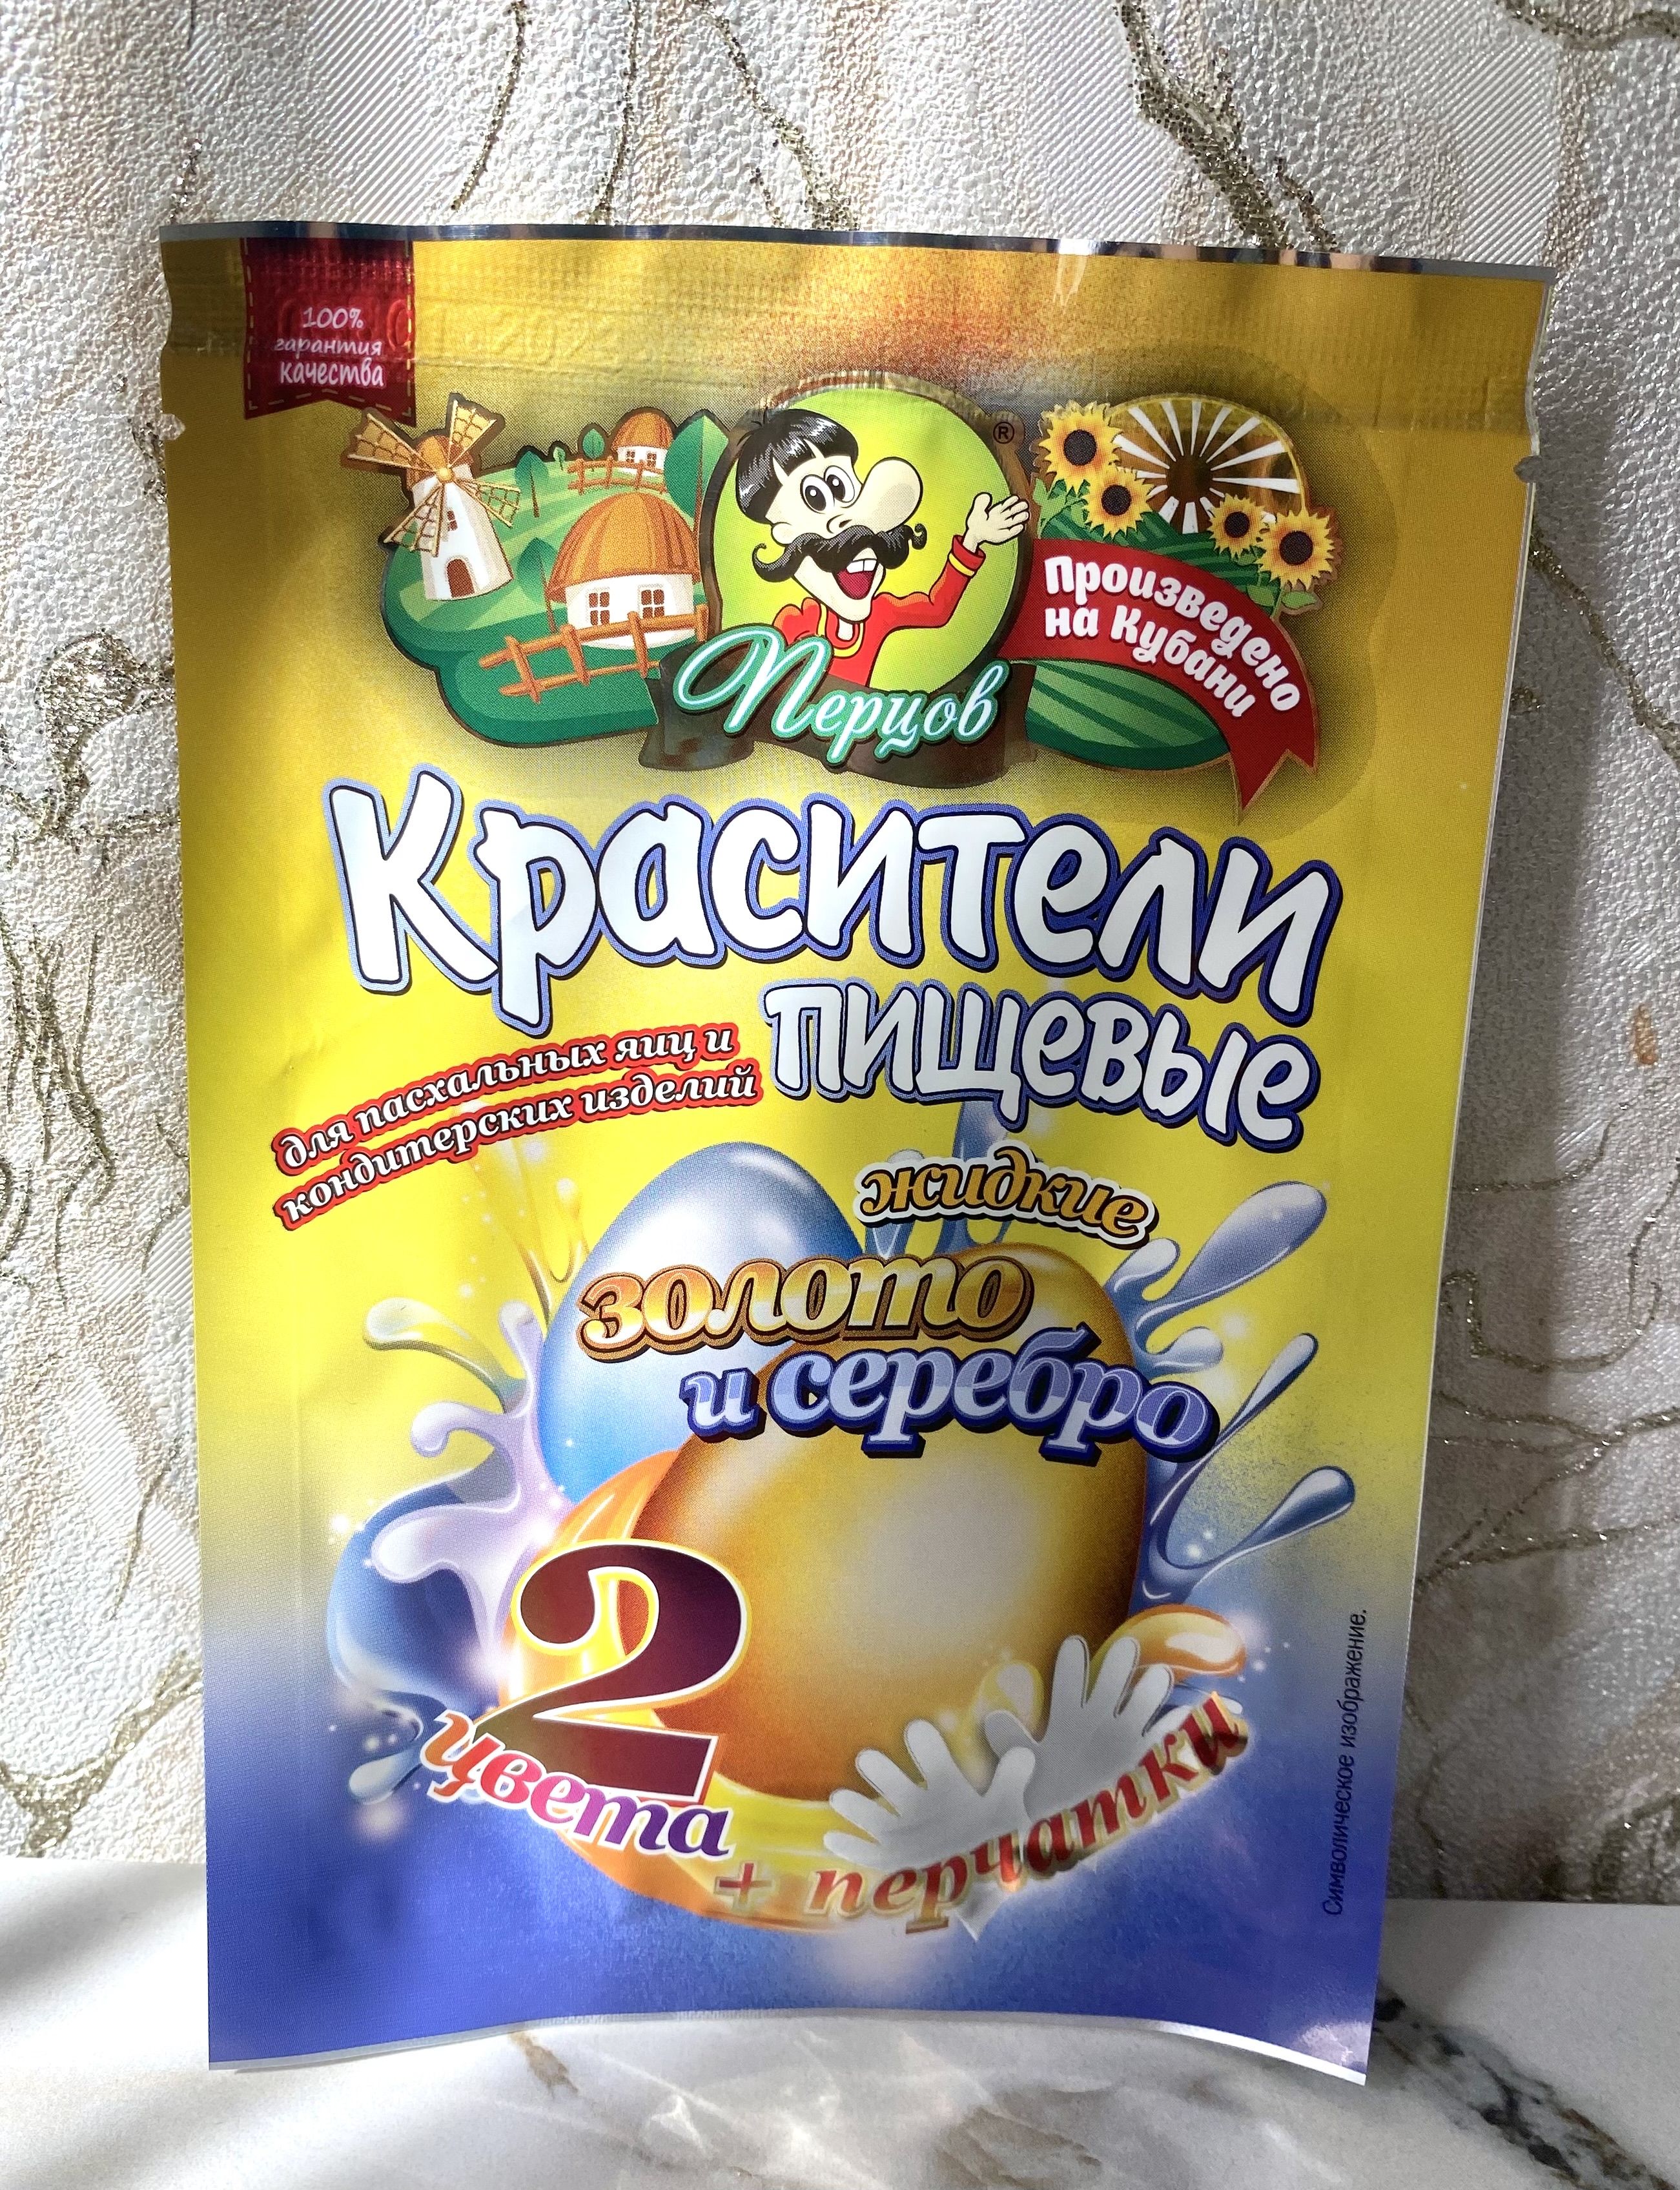 100%
гарантия
качества
®
Произведено
на Кубани
Перцов
Красители
пищевые
для пасхальных яиц и
кондитерских изделий
жидкие
золото
и серебро
2
цвета
+ перчатки
Символическое изображение.